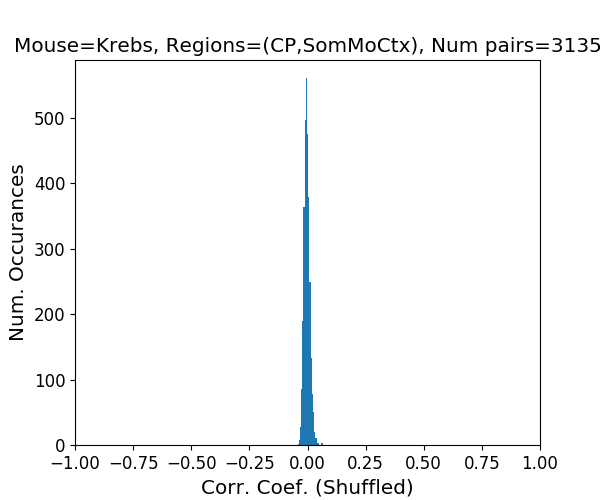 Mouse=Krebs, Regions=(CP,SomMoCtx), Num pairs=3135
Num. Occurances
500
400
300
200
100
0
−1.00 −0.75 −0.50 −0.25 0.00 0.25 0.50 0.75 1.00
Corr. Coef. (Shuffled)